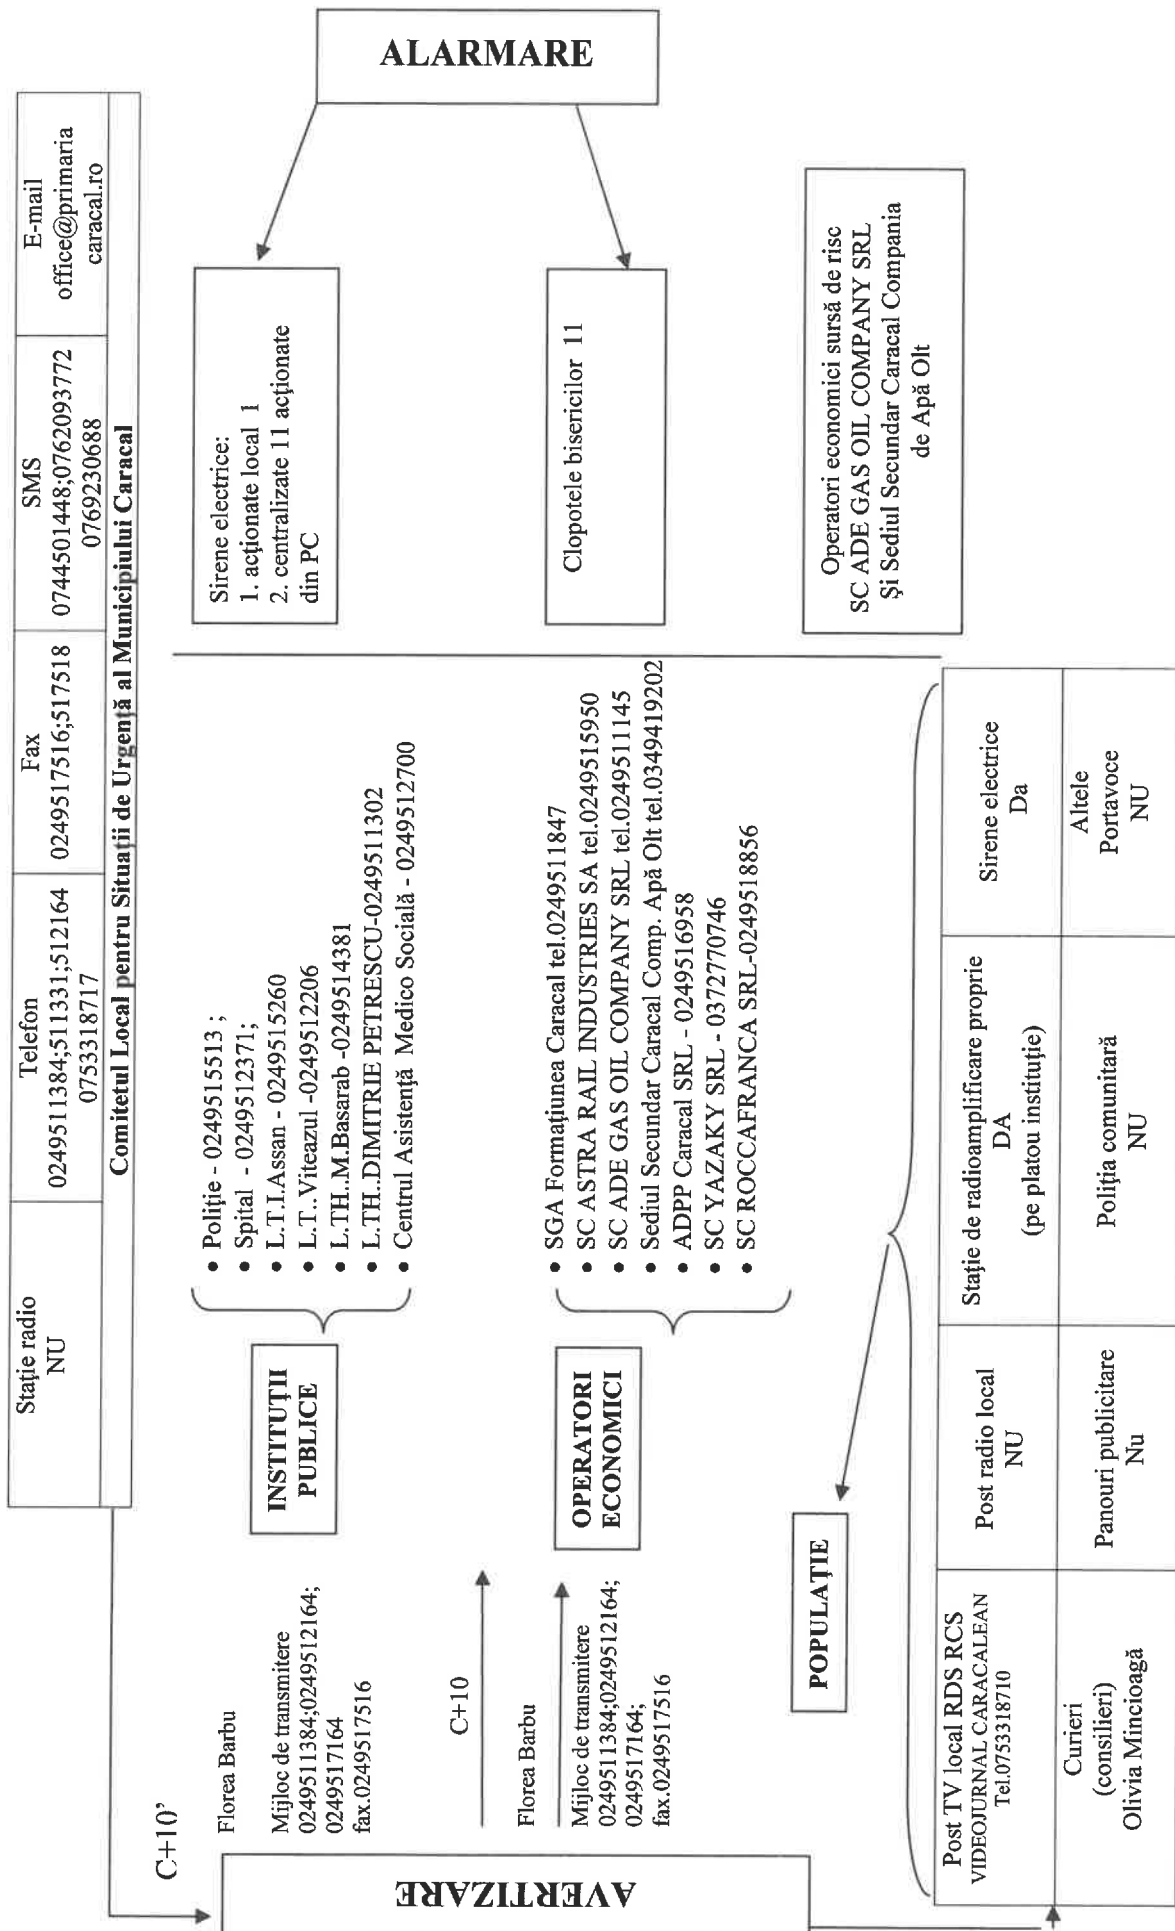 Stație radio
NU
Telefon
0249511384;511331;512164
0753318717
Fax
0249517516;517518
SMS
0744501448;0762093772
0769230688
E-mail
office@primaria
caracal.ro
Comitetul Local pentru Situații de Urgență al Municipiului Caracal
C+10’
Florea Barbu
Mijloc de transmitere
0249511384;0249512164;
0249517164
fax.0249517516
C+10
Florea Barbu
Mijloc de transmitere
0249511384;0249512164;
0249517164;
fax.0249517516
AVERTIZARE
INSTITUȚII
PUBLICE
• Poliție - 0249515513 ;
• Spital - 0249512371;
• L.T.I.Assan - 0249515260
• L.T..Viteazul -0249512206
• L.TH..M.Basarab -0249514381
• L.TH..DIMITRIE PETRESCU-0249511302
• Centrul Asistență Medico Socială - 0249512700
OPERATORI
ECONOMICI
• SGA Formațiunea Caracal tel.0249511847
• SC ASTRA RAIL INDUSTRIES SA tel.0249515950
• SC ADE GAS OIL COMPANY SRL tel.0249511145
• Sediul Secundar Caracal Comp. Apă Olt tel.0349419202
• ADPP Caracal SRL - 0249516958
• SC YAZAKY SRL - 0372770746
• SC ROCCAFRANCA SRL-0249518856
ALARMARE
Sirene electrice:
1. acționate local 1
2. centralizate 11 acționate
din PC
Clopotele bisericilor 11
Operatori economici sursă de risc
SC ADE GAS OIL COMPANY SRL
Și Sediul Secundar Caracal Compania
de Apă Olt
POPULAȚIE
Post TV local RDS RCS
VIDEOJURNAL CARACALEAN
Tel.0753318710
Post radio local
NU
Stație de radioamplificare proprie
DA
(pe platou instituție)
Sirene electrice
Da
Curieri
(consilieri)
Olivia Mincioagă
Panouri publicitare
Nu
Poliția comunitară
NU
Altele
Portavoce
NU